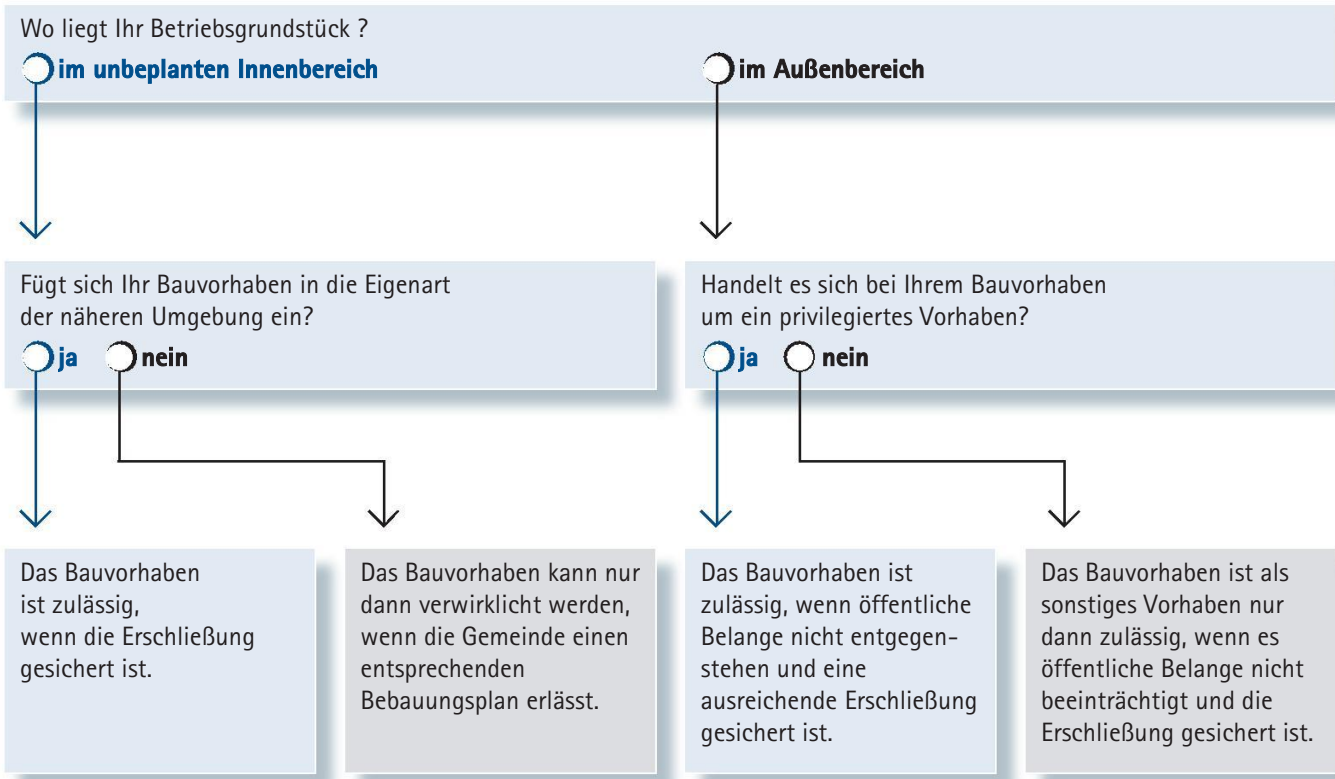 Wo liegt Ihr Betriebsgrundstück ?
im unbeplanten Innenbereich
im Außenbereich
Fügt sich Ihr Bauvorhaben in die Eigenart
der näheren Umgebung ein?
ja nein
Handelt es sich bei Ihrem Bauvorhaben
um ein privilegiertes Vorhaben?
ja nein
Das Bauvorhaben
ist zulässig,
wenn die Erschließung
gesichert ist.
Das Bauvorhaben kann nur
dann verwirklicht werden,
wenn die Gemeinde einen
entsprechenden
Bebauungsplan erlässt.
Das Bauvorhaben ist
zulässig, wenn öffentliche
Belange nicht entgegen-
stehen und eine
ausreichende Erschließung
gesichert ist.
Das Bauvorhaben ist als
sonstiges Vorhaben nur
dann zulässig, wenn es
öffentliche Belange nicht
beeinträchtigt und die
Erschließung gesichert ist.